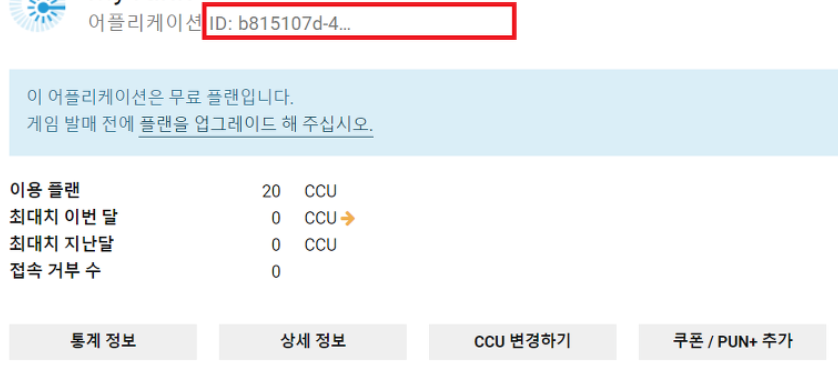 어플리케이션 ID: b815107d-4...
이 어플리케이션은 무료 플랜입니다.
게임 발매 전에 플랜을 업그레이드 해 주십시오.
이용 플랜 20 CCU
최대치 이번 달 0 CCU
최대치 지난달 0 CCU
접속 거부 수 0
통계 정보 상세 정보 CCU 변경하기 쿠폰 / PUN+ 추가